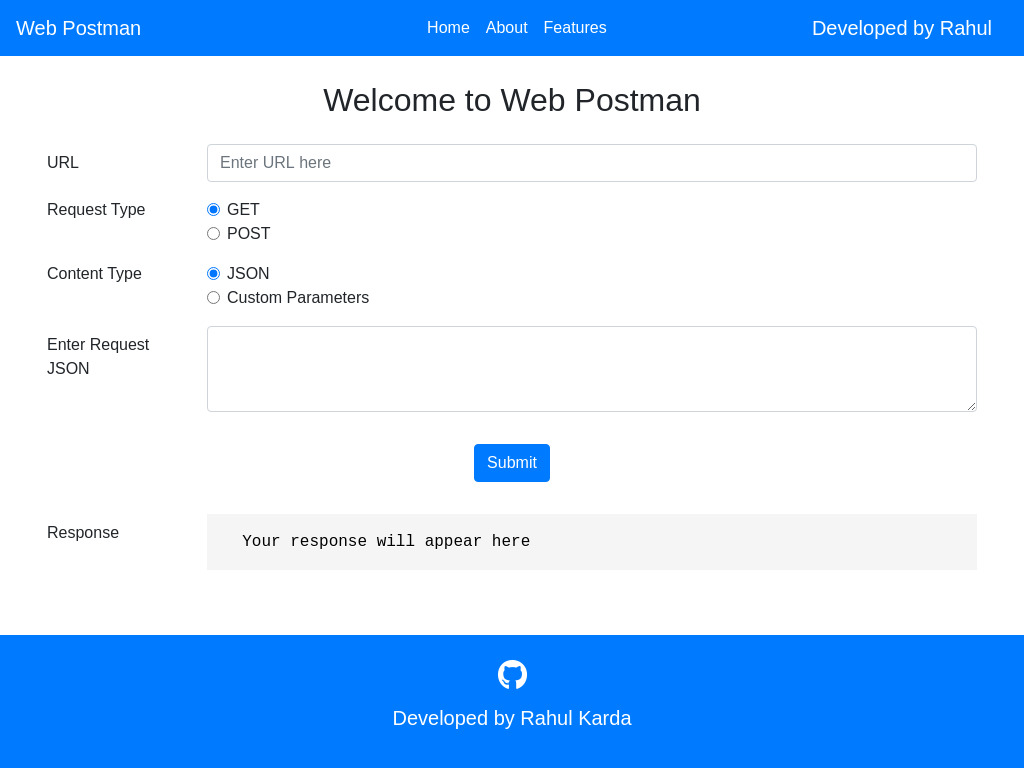 Web Postman
Home
About
Features
Developed by Rahul
Welcome to Web Postman
URL
Enter URL here
Request Type
GET
POST
Content Type
JSON
Custom Parameters
Enter Request
JSON
Submit
Response
Your response will appear here
Developed by Rahul Karda